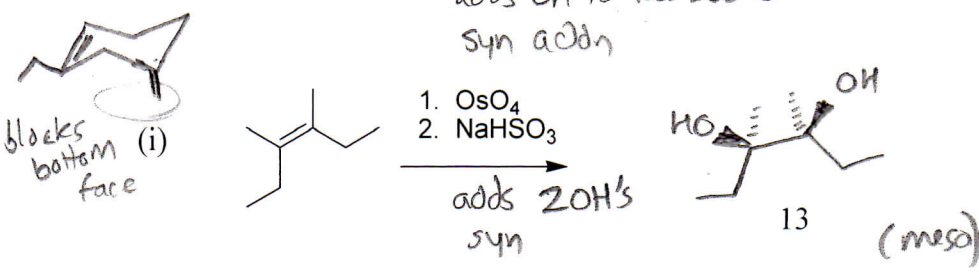 syn addn
blocks
bottom
face
(i)
1. OsO4
2. NaHSO3
adds 2OH's
syn
HO
OH
13
(meso)